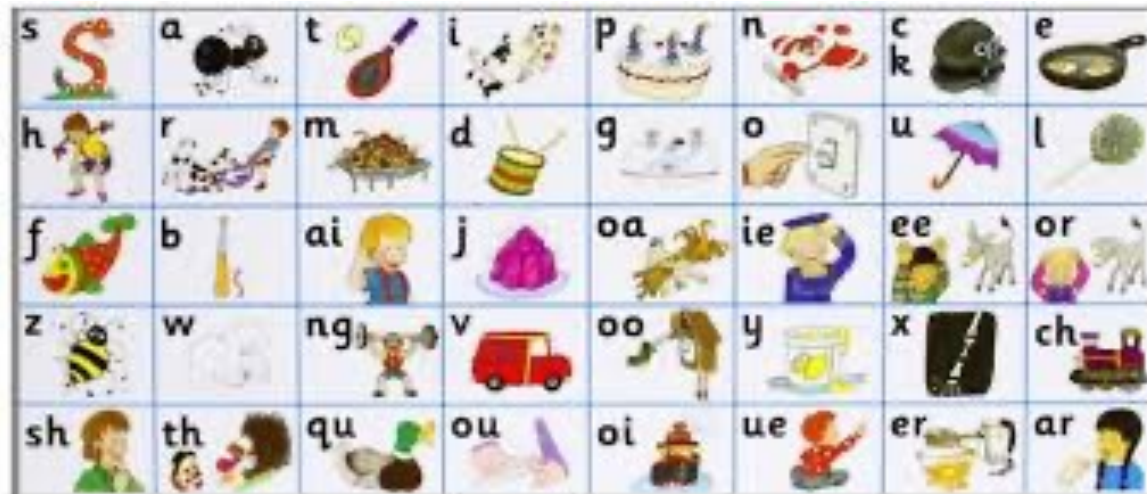 s a t i p n c k e
h r m d g o u l
f b ai j oa ie ee or
z w ng v oo y x ch
sh th qu ou oi ue er ar